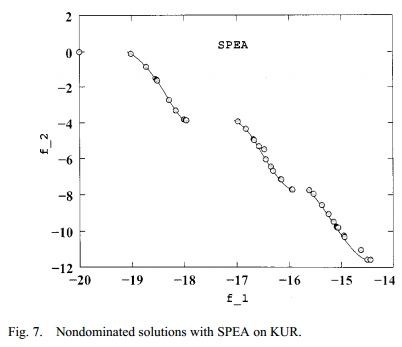 2
0
−2
−4
−6
−8
−10
−12
f_2
SPEA
−20 −19 −18 −17 −16 −15 −14
f_1
Fig. 7. Nondominated solutions with SPEA on KUR.